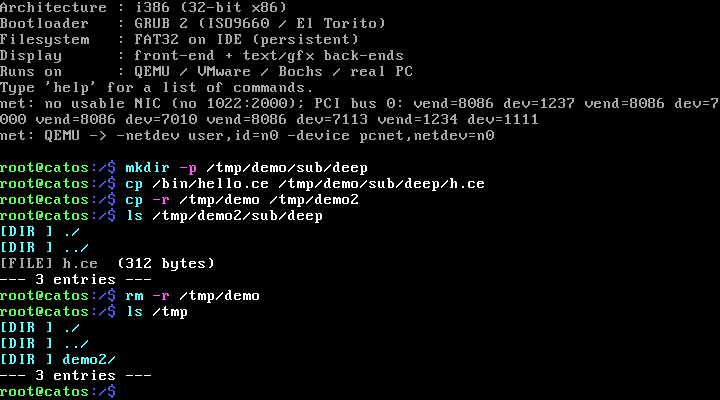 Architecture : i386 (32-bit x86)
Bootloader   : GRUB 2 (ISO9660 / El Torito)
Filesystem   : FAT32 on IDE (persistent)
Display      : front-end + text/gfx back-ends
Runs on      : QEMU / VMware / Bochs / real PC
Type 'help' for a list of commands.
net: no usable NIC (no 1022:2000); PCI bus 0: vend=8086 dev=1237 vend=8086 dev=7
000 vend=8086 dev=7010 vend=8086 dev=7113 vend=1234 dev=1111
net: QEMU -> -netdev user,id=n0 -device pcnet,netdev=n0
root@catos:/$ mkdir -p /tmp/demo/sub/deep
root@catos:/$ cp /bin/hello.ce /tmp/demo/sub/deep/h.ce
root@catos:/$ cp -r /tmp/demo /tmp/demo2
root@catos:/$ ls /tmp/demo2/sub/deep
[DIR ] ./
[DIR ] ../
[FILE] h.ce  (312 bytes)
--- 3 entries ---
root@catos:/$ rm -r /tmp/demo
root@catos:/$ ls /tmp
[DIR ] ./
[DIR ] ../
[DIR ] demo2/
--- 3 entries ---
root@catos:/$